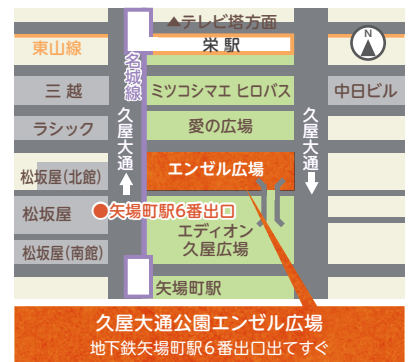 ▲テレビ塔方面
N
東山線
栄駅
名城線
三越
ミツコシマエ ヒロバス
中日ビル
ラシック
久屋大通
愛の広場
久屋大通
松坂屋(北館)
エンゼル広場
松坂屋
●矢場町駅6番出口
エディオン
久屋広場
松坂屋(南館)
矢場町駅
久屋大通公園エンゼル広場
地下鉄矢場町駅6番出口出てすぐ